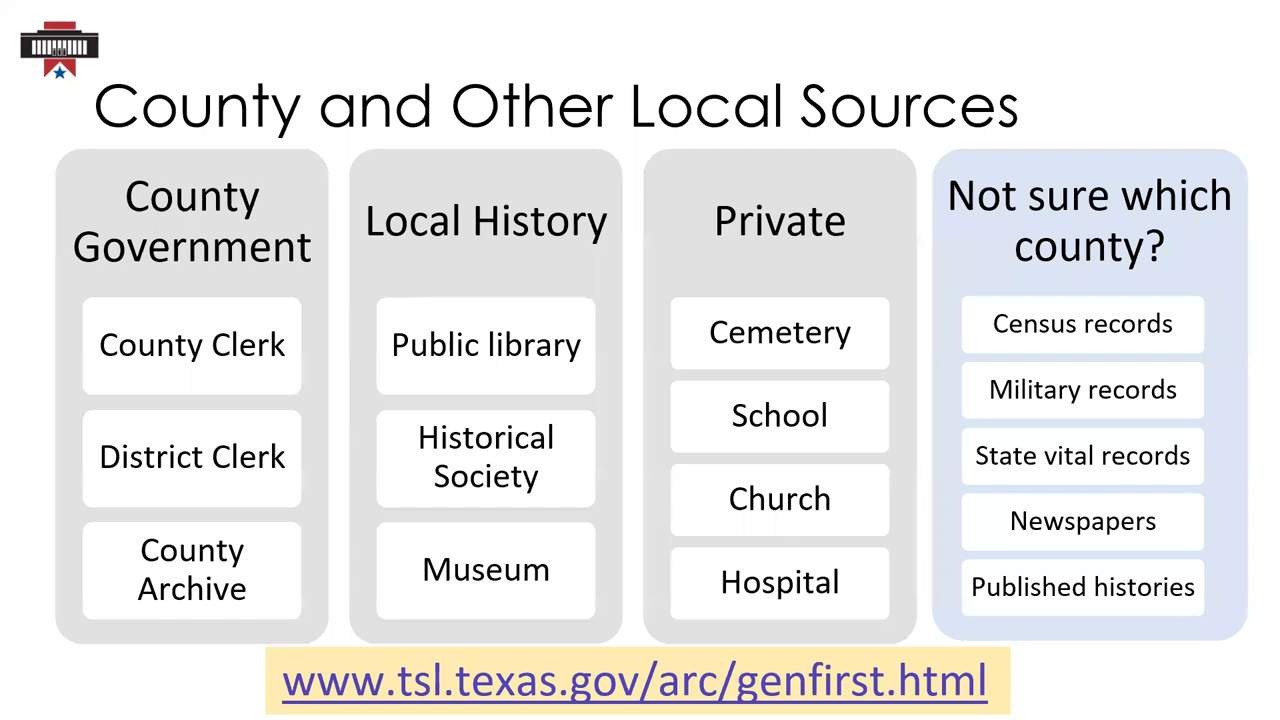 County and Other Local Sources
County
Government
County Clerk
District Clerk
County
Archive
Local History
Public library
Historical
Society
Museum
Private
Cemetery
School
Church
Hospital
Not sure which
county?
Census records
Military records
State vital records
Newspapers
Published histories
www.tsl.texas.gov/arc/genfirst.html